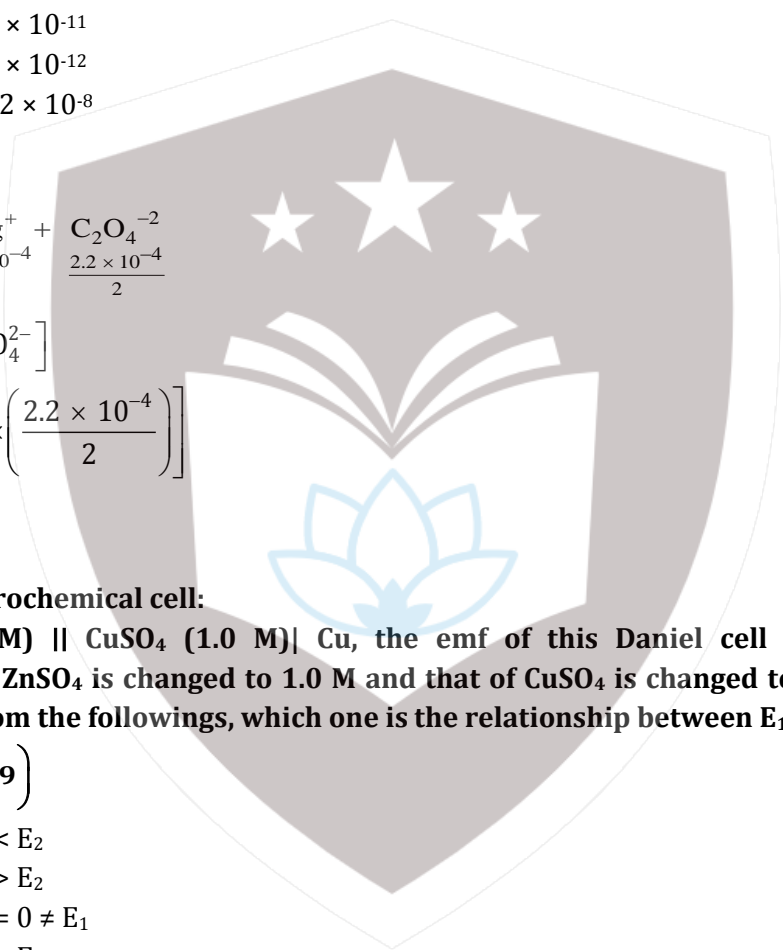 × 10⁻¹¹
× 10⁻¹²
2 × 10⁻⁸
g⁺ + C₂O₄⁻²
0⁻⁴ 2.2 × 10⁻⁴ / 2
O₄²⁻]
(2.2 × 10⁻⁴ / 2)]
rochemical cell:
M) || CuSO₄ (1.0 M)| Cu, the emf of this Daniel cell
ZnSO₄ is changed to 1.0 M and that of CuSO₄ is changed to
om the followings, which one is the relationship between E₁
9)
< E₂
> E₂
= 0 ≠ E₁